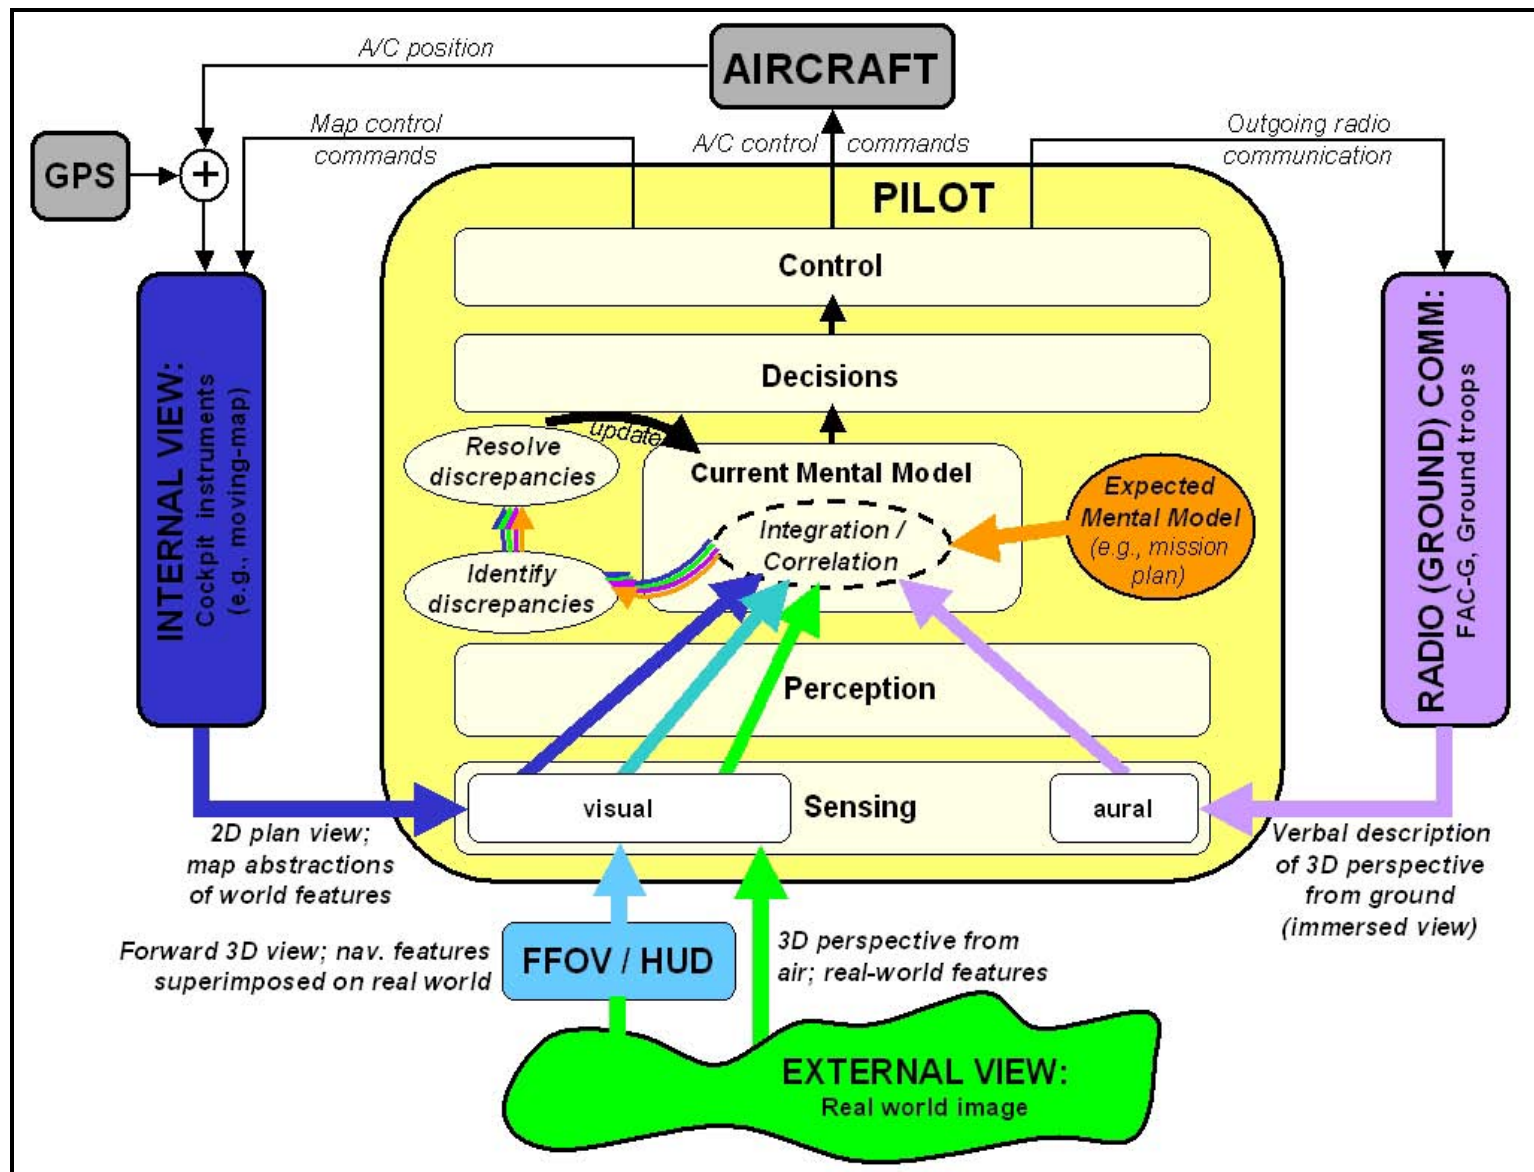 A/C position
AIRCRAFT
Map control
commands
A/C control commands
Outgoing radio
communication
GPS
+
PILOT
Control
Decisions
INTERNAL VIEW:
Cockpit instruments
(e.g., moving-map)
RADIO (GROUND) COMM:
FAC-G, Ground troops
update
Resolve
discrepancies
Current Mental Model
Integration /
Correlation
Expected
Mental Model
(e.g., mission
plan)
Identify
discrepancies
Perception
visual
Sensing
aural
2D plan view;
map abstractions
of world features
Verbal description
of 3D perspective
from ground
(immersed view)
Forward 3D view; nav. features
superimposed on real world
FFOV / HUD
3D perspective from
air; real-world features
EXTERNAL VIEW:
Real world image